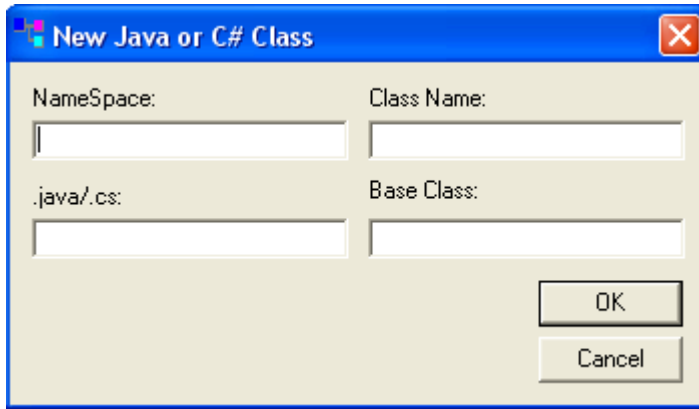 New Java or C# Class
NameSpace:
Class Name:
.java/.cs:
Base Class:
OK
Cancel